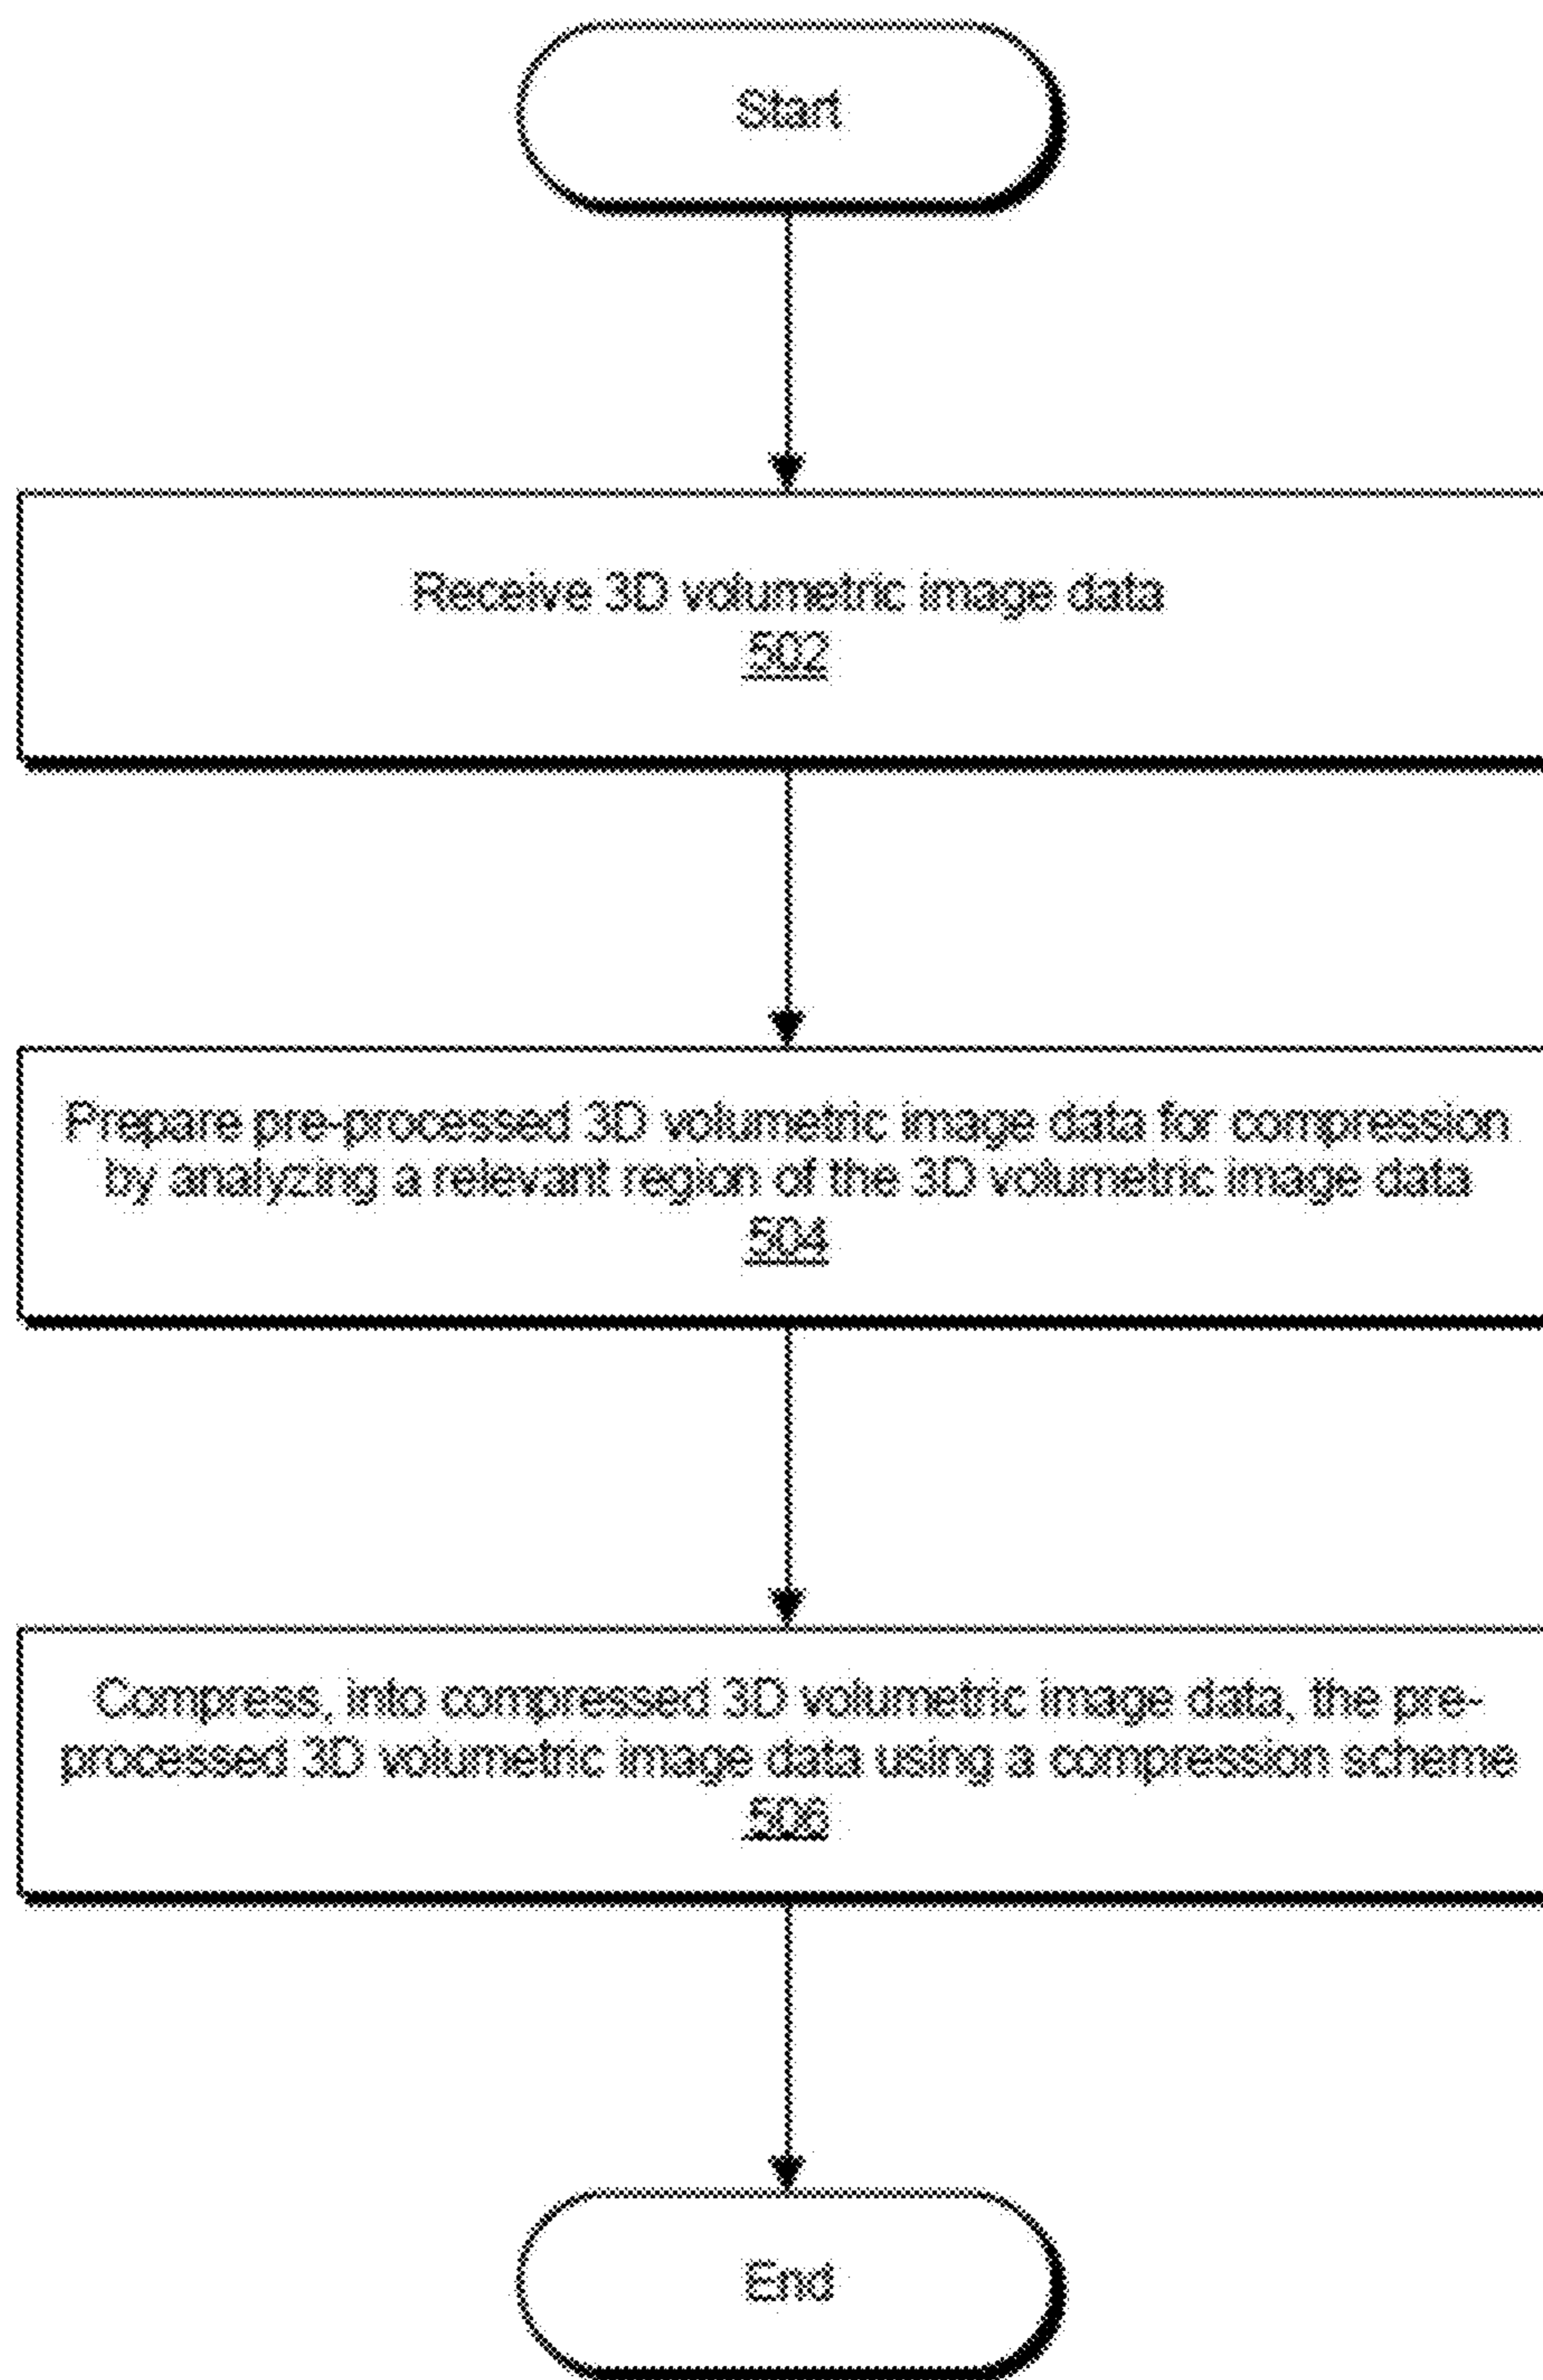 Start
Receive 3D volumetric image data
502
Prepare pre-processed 3D volumetric image data for compression
by analyzing a relevant region of the 3D volumetric image data
504
Compress, into compressed 3D volumetric image data, the pre-
processed 3D volumetric image data using a compression scheme
506
End